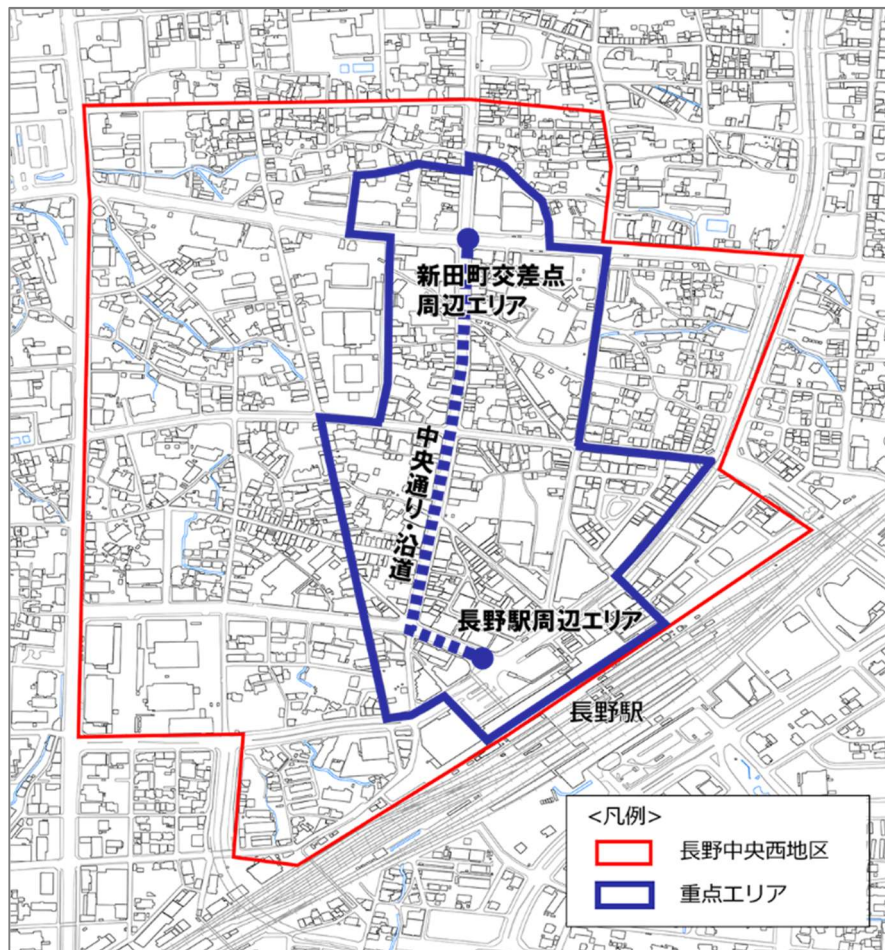 新田町交差点
周辺エリア
中央通り・沿道
長野駅周辺エリア
長野駅
<凡例>
長野中央西地区
重点エリア